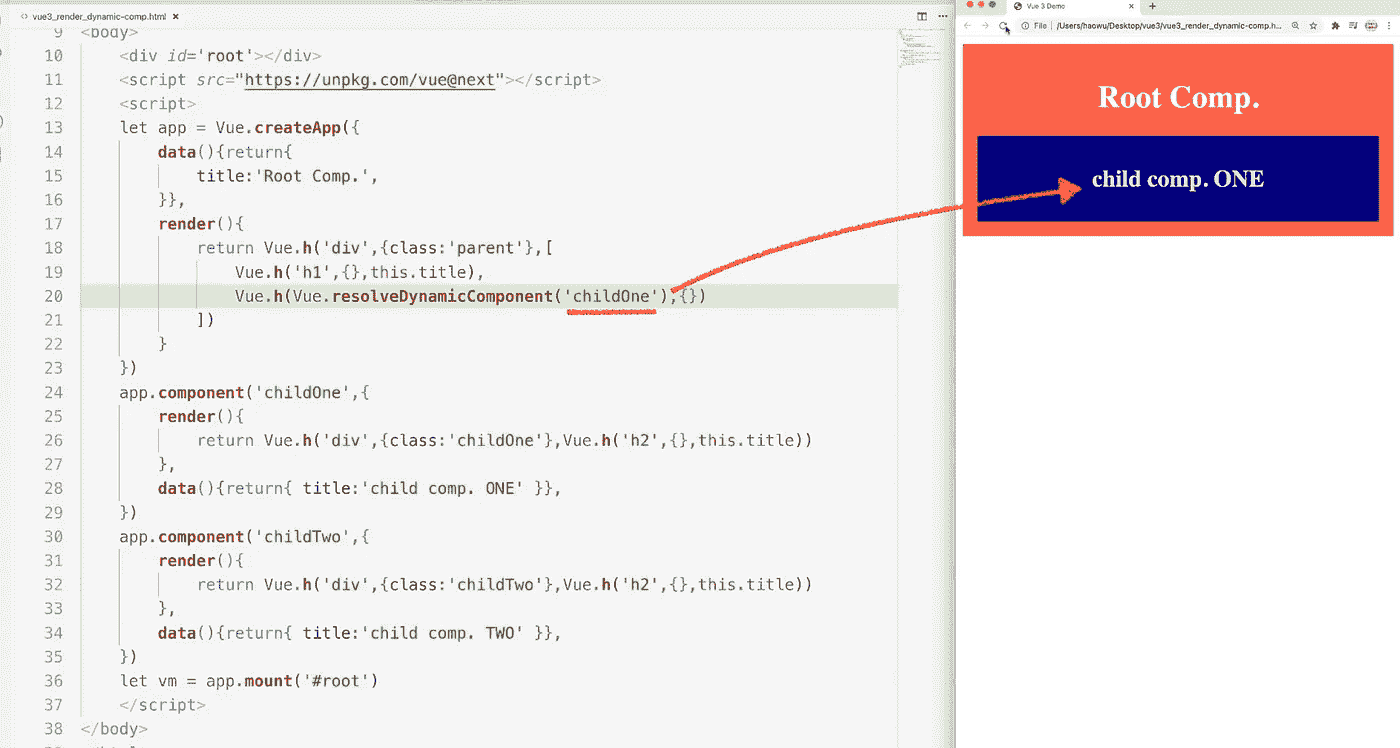 vue3_render_dynamic-comp.html ×
9 <body>
10 <div id='root'></div>
11 <script src="https://unpkg.com/vue@next"></script>
12 <script>
13 let app = Vue.createApp({
14 data(){return{
15 title:'Root Comp.',
16 }},
17 render(){
18 return Vue.h('div',{class:'parent'},[
19 Vue.h('h1',{},this.title),
20 Vue.h(Vue.resolveDynamicComponent('childOne'),{})
21 ])
22 }
23 })
24 app.component('childOne',{
25 render(){
26 return Vue.h('div',{class:'childOne'},Vue.h('h2',{},this.title))
27 },
28 data(){return{ title:'child comp. ONE' }},
29 })
30 app.component('childTwo',{
31 render(){
32 return Vue.h('div',{class:'childTwo'},Vue.h('h2',{},this.title))
33 },
34 data(){return{ title:'child comp. TWO' }},
35 })
36 let vm = app.mount('#root')
37 </script>
38 </body>
Vue 3 Demo
File | /Users/haowu/Desktop/vue3/vue3_render_dynamic-comp.h...
Root Comp.
child comp. ONE